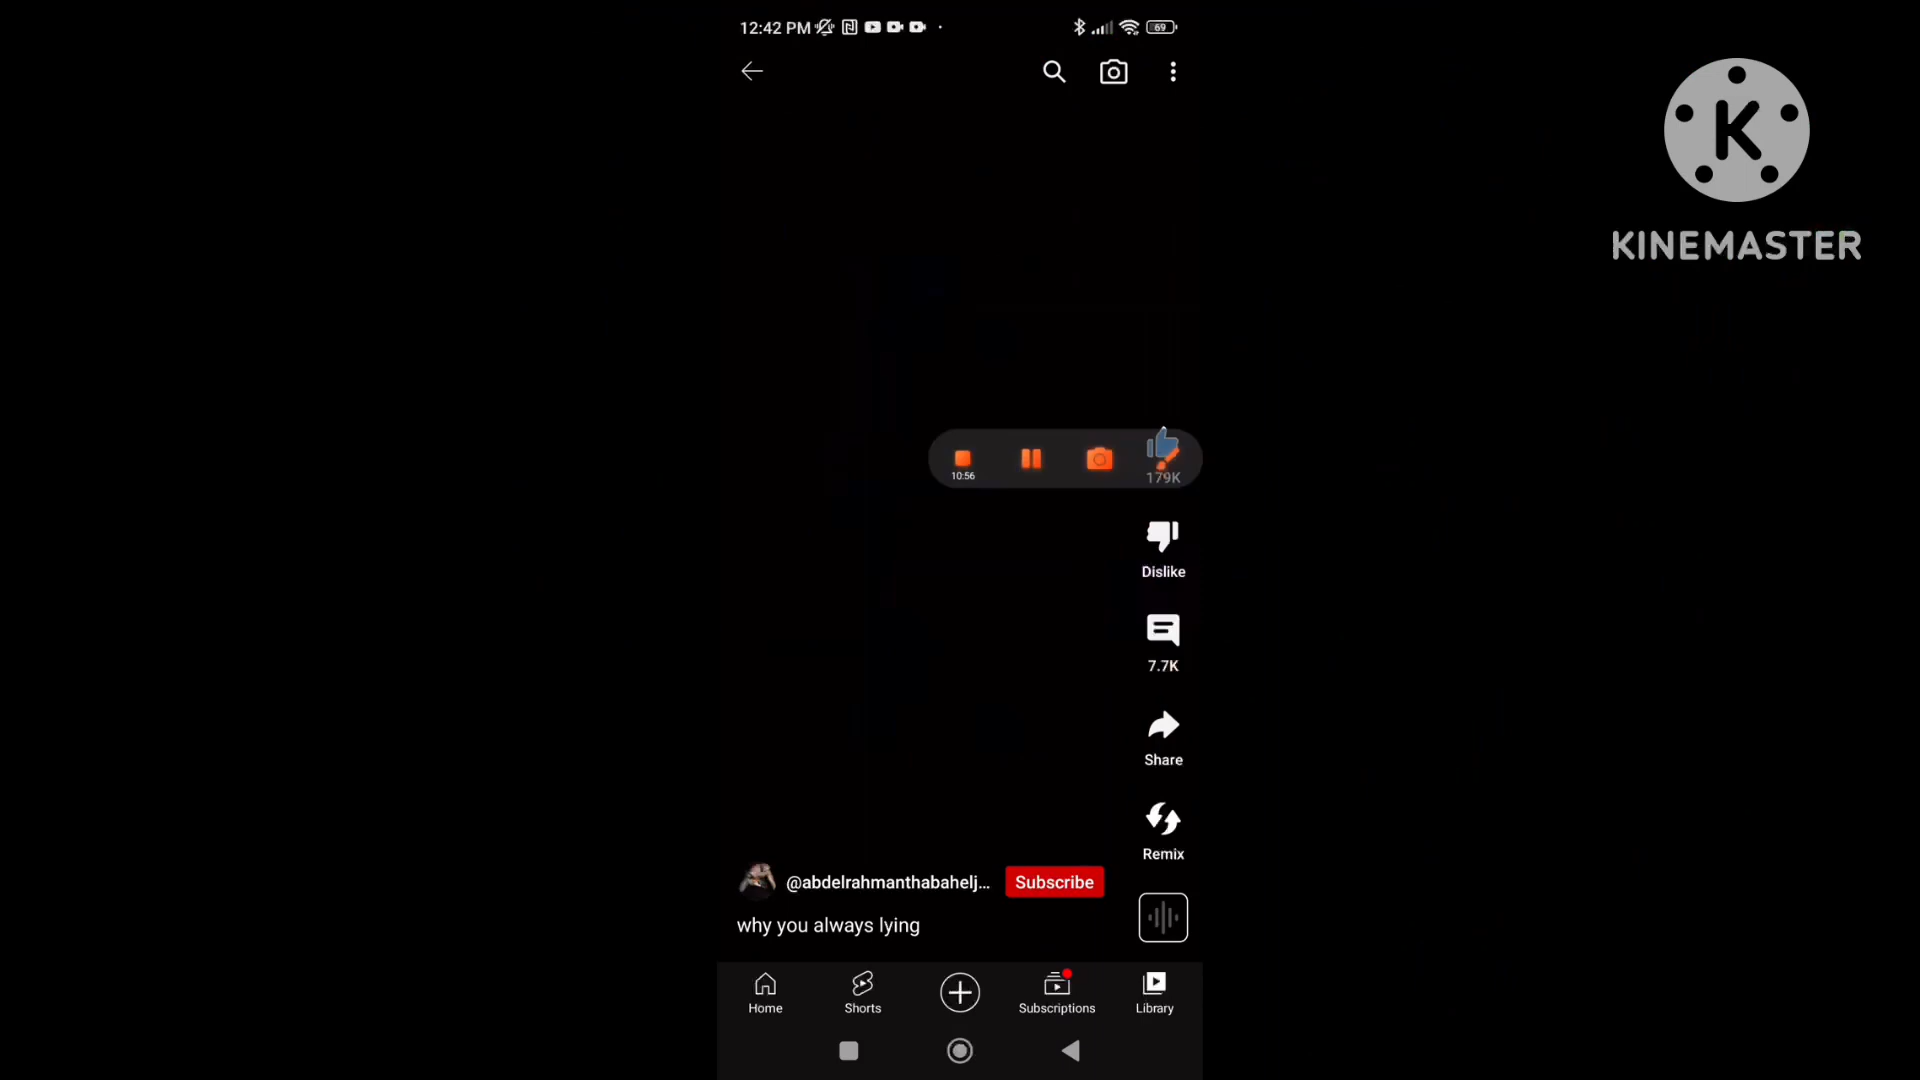 12:42 PM
69
K
KINEMASTER
10:56
179K
Dislike
7.7K
Share
Remix
@abdelrahmanthabahelj...
Subscribe
why you always lying
Home
Shorts
Subscriptions
Library